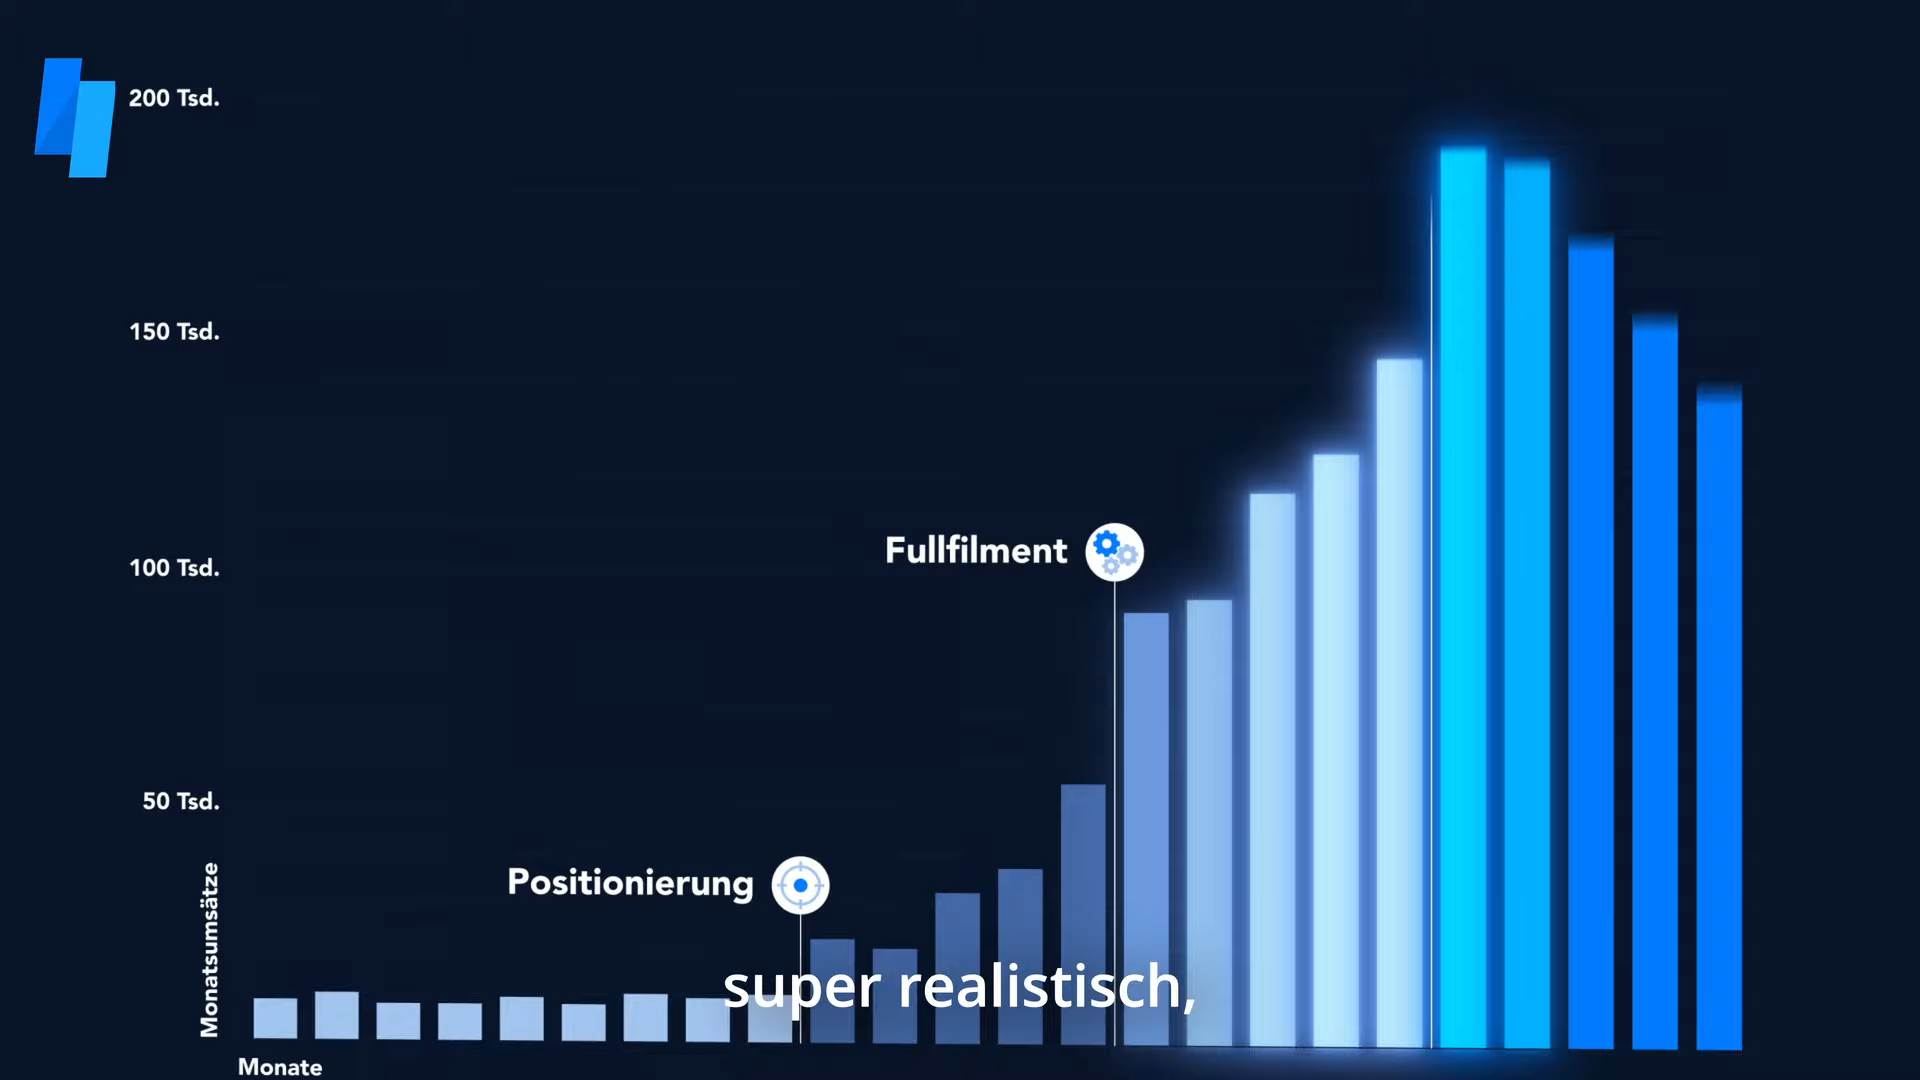 200 Tsd.
150 Tsd.
100 Tsd.
50 Tsd.
Monatsumsätze
Monate
Fullfilment
Positionierung
super realistisch,